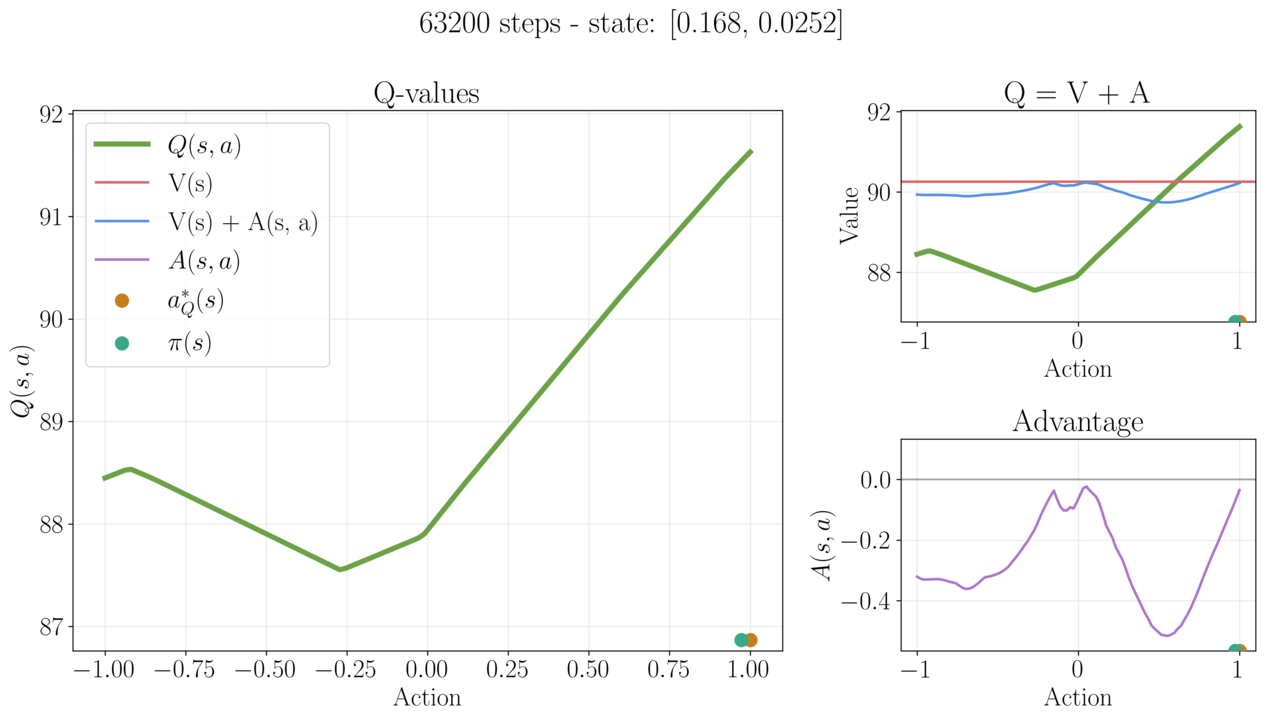 63200 steps - state: [0.168, 0.0252]
Q-values
92
91
90
89
88
87
Q(s, a)
Q(s, a)
V(s)
V(s) + A(s, a)
A(s, a)
a*Q(s)
π(s)
−1.00 −0.75 −0.50 −0.25 0.00 0.25 0.50 0.75 1.00
Action
Q = V + A
92
90
88
Value
−1 0 1
Action
Advantage
0.0
−0.2
−0.4
A(s, a)
−1 0 1
Action